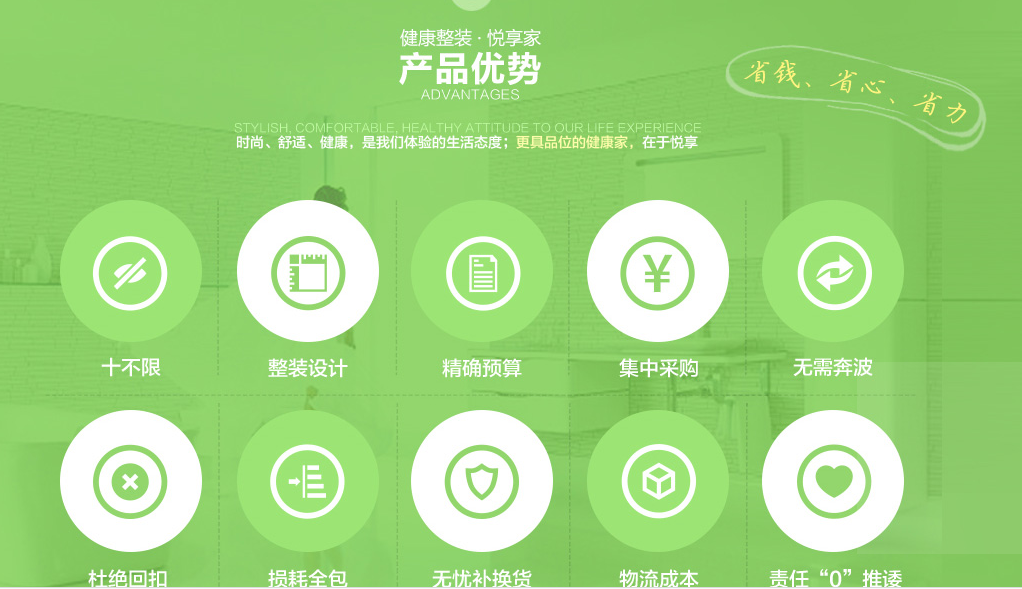 健康整装·悦享家
产品优势
ADVANTAGES
省钱、省心、省力
STYLISH, COMFORTABLE, HEALTHY ATTITUDE TO OUR LIFE EXPERIENCE
时尚、舒适、健康，是我们体验的生活态度；更具品位的健康家，在于悦享
十不限
整装设计
精确预算
集中采购
无需奔波
杜绝回扣
损耗全包
无忧补换货
物流成本
责任“0”推诿